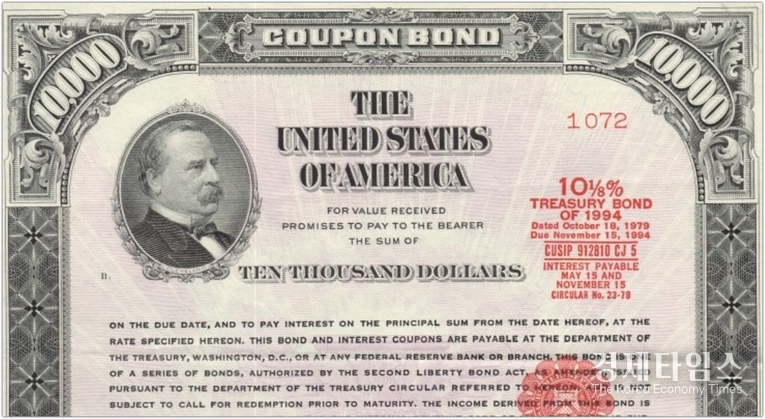 COUPON BOND
10,000
10,000
THE
UNITED STATES
OF AMERICA
1072
FOR VALUE RECEIVED
PROMISES TO PAY TO THE BEARER
THE SUM OF
TEN THOUSAND DOLLARS
10⅛%
TREASURY BOND
OF 1994
Dated October 18, 1979
Due November 15, 1994
CUSIP 912810 CJ 5
INTEREST PAYABLE
MAY 15 AND
NOVEMBER 15
CIRCULAR No. 23-79
ON THE DUE DATE, AND TO PAY INTEREST ON THE PRINCIPAL SUM FROM THE DATE HEREOF, AT THE
RATE SPECIFIED HEREON. THIS BOND AND INTEREST COUPONS ARE PAYABLE AT THE DEPARTMENT OF
THE TREASURY, WASHINGTON, D.C., OR AT ANY FEDERAL RESERVE BANK OR BRANCH. THIS BOND IS ONE
OF A SERIES OF BONDS, AUTHORIZED BY THE SECOND LIBERTY BOND ACT, AS AMENDED, ISSUED
PURSUANT TO THE DEPARTMENT OF THE TREASURY CIRCULAR REFERRED TO HEREON, AND IS NOT
SUBJECT TO CALL FOR REDEMPTION PRIOR TO MATURITY. THE INCOME DERIVED FROM THIS BOND IS
경제타임스
The Korea Economy Times